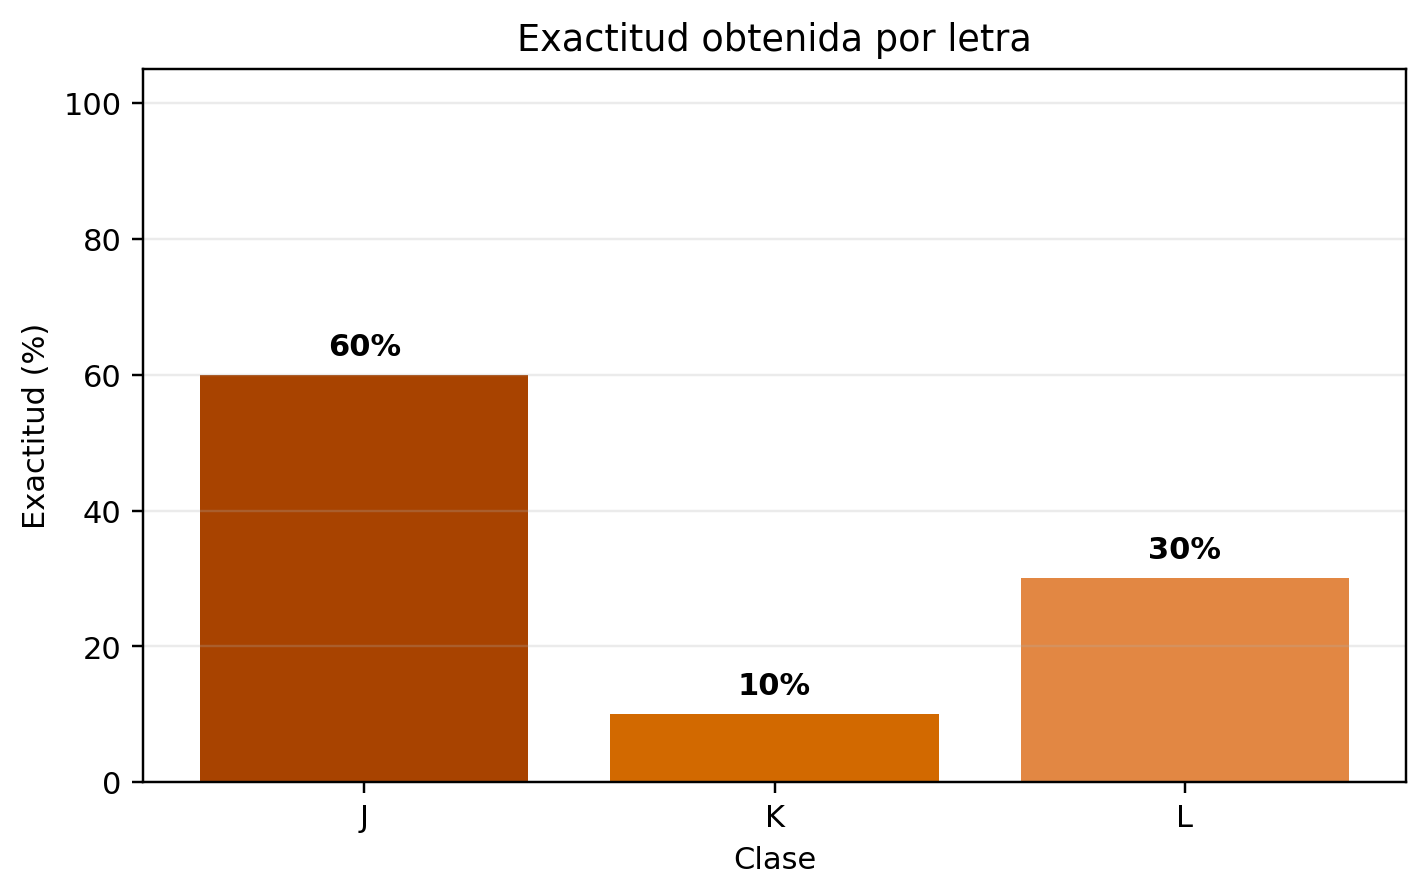 Exactitud obtenida por letra
Exactitud (%)
100
80
60
40
20
0
60%
10%
30%
J
K
L
Clase